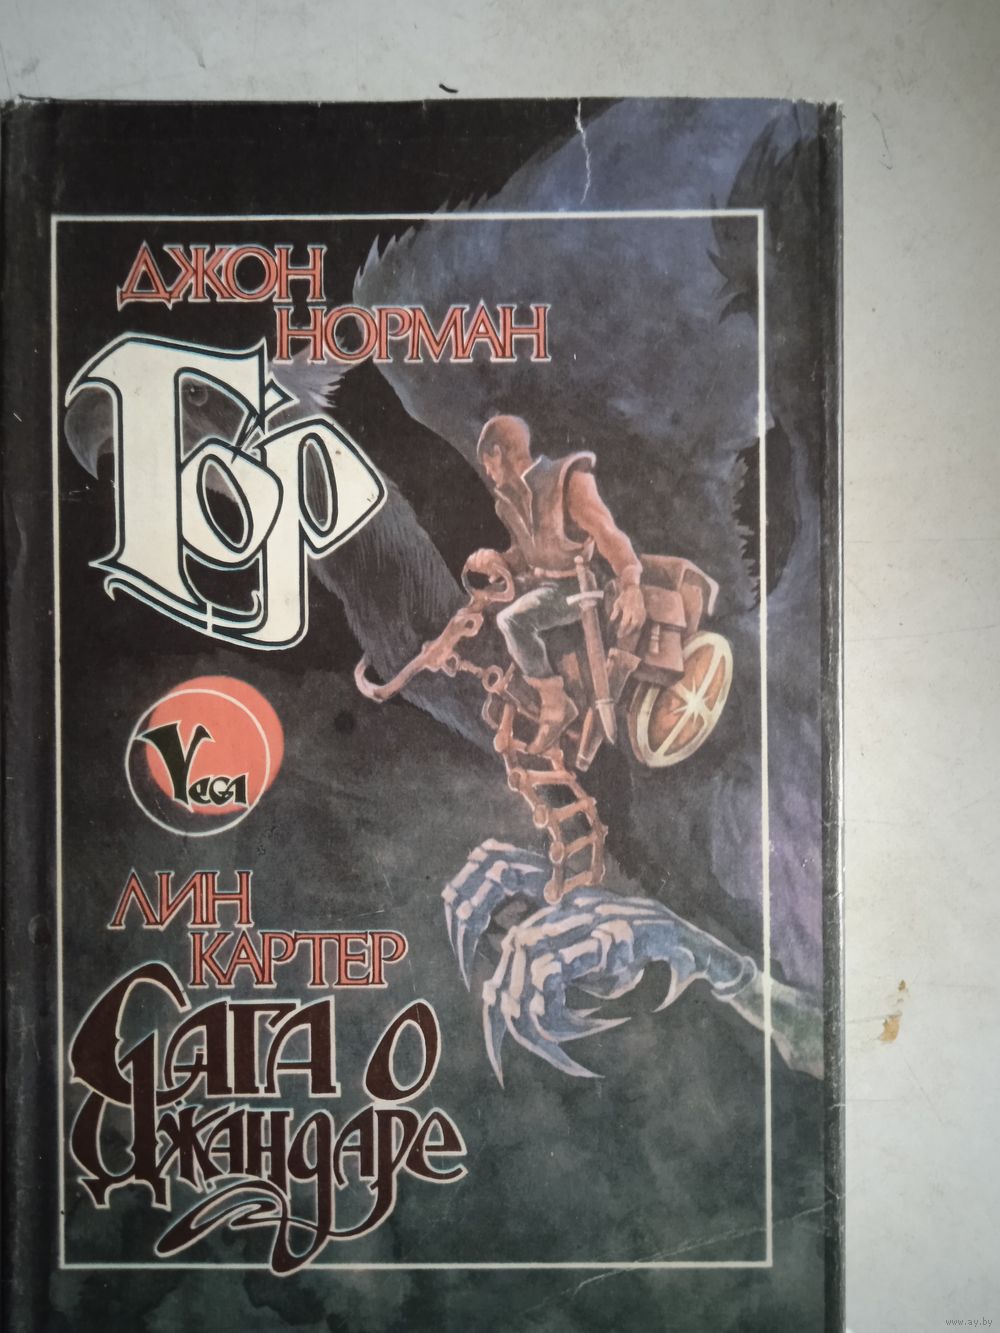 ДЖОН
НОРМАН
ГОР
Vega
ЛИН
КАРТЕР
САГА О
ДЖАНДАРЕ
www.ay.by